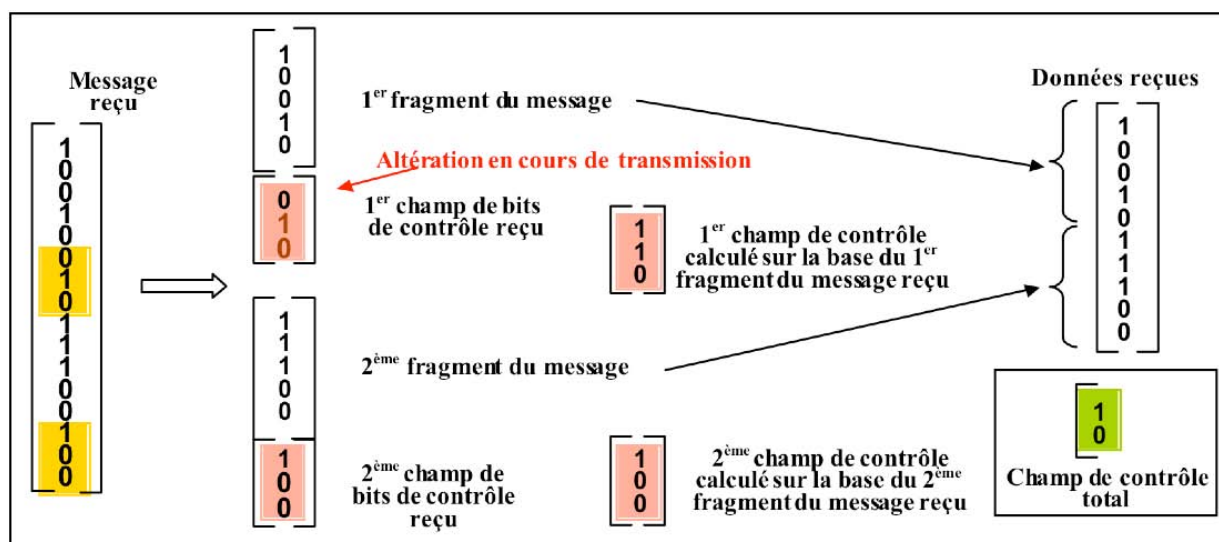 Message
reçu
1
0
0
1
0
0
1
0
1
1
1
0
0
1
0
0
1
0
0
1
0
1er fragment du message
Altération en cours de transmission
0
1
0
1er champ de bits
de contrôle reçu
1
1
0
1er champ de contrôle
calculé sur la base du 1er
fragment du message reçu
1
1
1
0
0
2ème fragment du message
1
0
0
2ème champ de
bits de contrôle
reçu
1
0
0
2ème champ de contrôle
calculé sur la base du 2ème
fragment du message reçu
Données reçues
1
0
0
1
0
1
1
1
0
0
1
0
Champ de contrôle
total